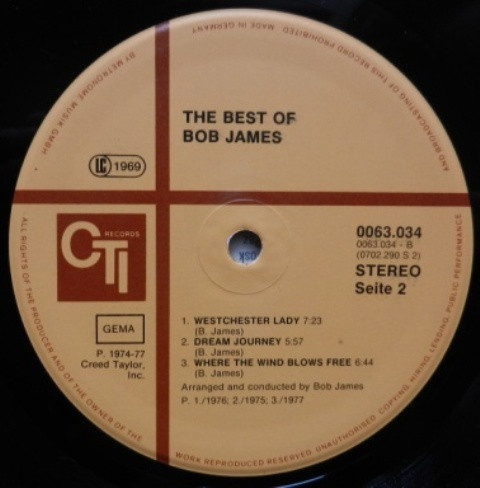 THE BEST OF
BOB JAMES
LC 1969
CTI
RECORDS
0063.034
0063.034 - B
(0702.290 S 2)
STEREO
Seite 2
GEMA
P. 1974-77
Creed Taylor,
Inc.
1. WESTCHESTER LADY 7:23
(B. James)
2. DREAM JOURNEY 5:57
(B. James)
3. WHERE THE WIND BLOWS FREE 6:44
(B. James)
Arranged and conducted by Bob James
P. 1./1976; 2./1975; 3./1977
ALL RIGHTS OF THE PRODUCER AND OF THE OWNER OF THE WORK REPRODUCED RESERVED. UNAUTHORISED COPYING, HIRING, LENDING, PUBLIC PERFORMANCE AND BROADCASTING OF THIS RECORD PROHIBITED. MADE IN GERMANY BY METRONOME MUSIK GMBH